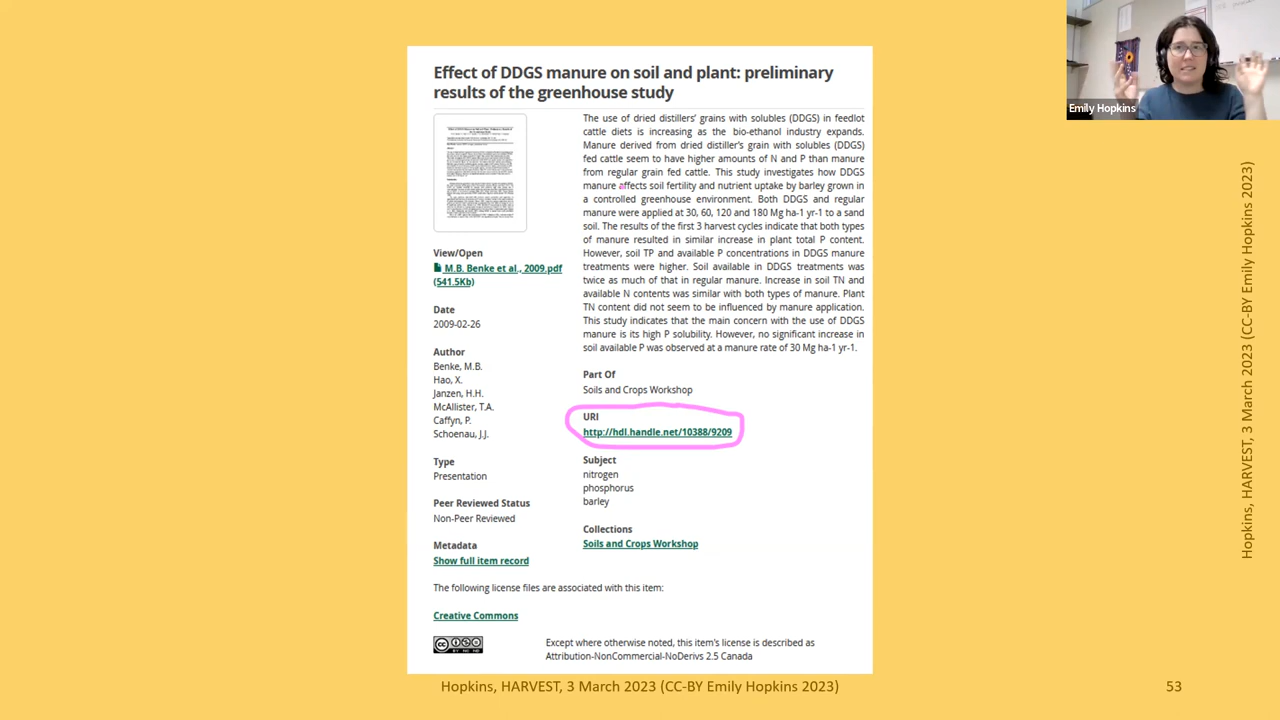 Effect of DDGS manure on soil and plant: preliminary
results of the greenhouse study
View/Open
M.B. Benke et al., 2009.pdf
(541.5Kb)
Date
2009-02-26
Author
Benke, M.B.
Hao, X.
Janzen, H.H.
McAllister, T.A.
Caffyn, P.
Schoenau, J.J.
Type
Presentation
Peer Reviewed Status
Non-Peer Reviewed
Metadata
Show full item record
The use of dried distillers’ grains with solubles (DDGS) in feedlot
cattle diets is increasing as the bio-ethanol industry expands.
Manure derived from dried distiller’s grain with solubles (DDGS)
fed cattle seem to have higher amounts of N and P than manure
from regular grain fed cattle. This study investigates how DDGS
manure affects soil fertility and nutrient uptake by barley grown in
a controlled greenhouse environment. Both DDGS and regular
manure were applied at 30, 60, 120 and 180 Mg ha-1 yr-1 to a sand
soil. The results of the first 3 harvest cycles indicate that both types
of manure resulted in similar increase in plant total P content.
However, soil TP and available P concentrations in DDGS manure
treatments were higher. Soil available in DDGS treatments was
twice as much of that in regular manure. Increase in soil TN and
available N contents was similar with both types of manure. Plant
TN content did not seem to be influenced by manure application.
This study indicates that the main concern with the use of DDGS
manure is its high P solubility. However, no significant increase in
soil available P was observed at a manure rate of 30 Mg ha-1 yr-1.
Part Of
Soils and Crops Workshop
URI
http://hdl.handle.net/10388/9209
Subject
nitrogen
phosphorus
barley
Collections
Soils and Crops Workshop
The following license files are associated with this item:
Creative Commons
CC BY NC ND
Except where otherwise noted, this item's license is described as
Attribution-NonCommercial-NoDerivs 2.5 Canada
Emily Hopkins
Hopkins, HARVEST, 3 March 2023 (CC-BY Emily Hopkins 2023)
Hopkins, HARVEST, 3 March 2023 (CC-BY Emily Hopkins 2023)
53